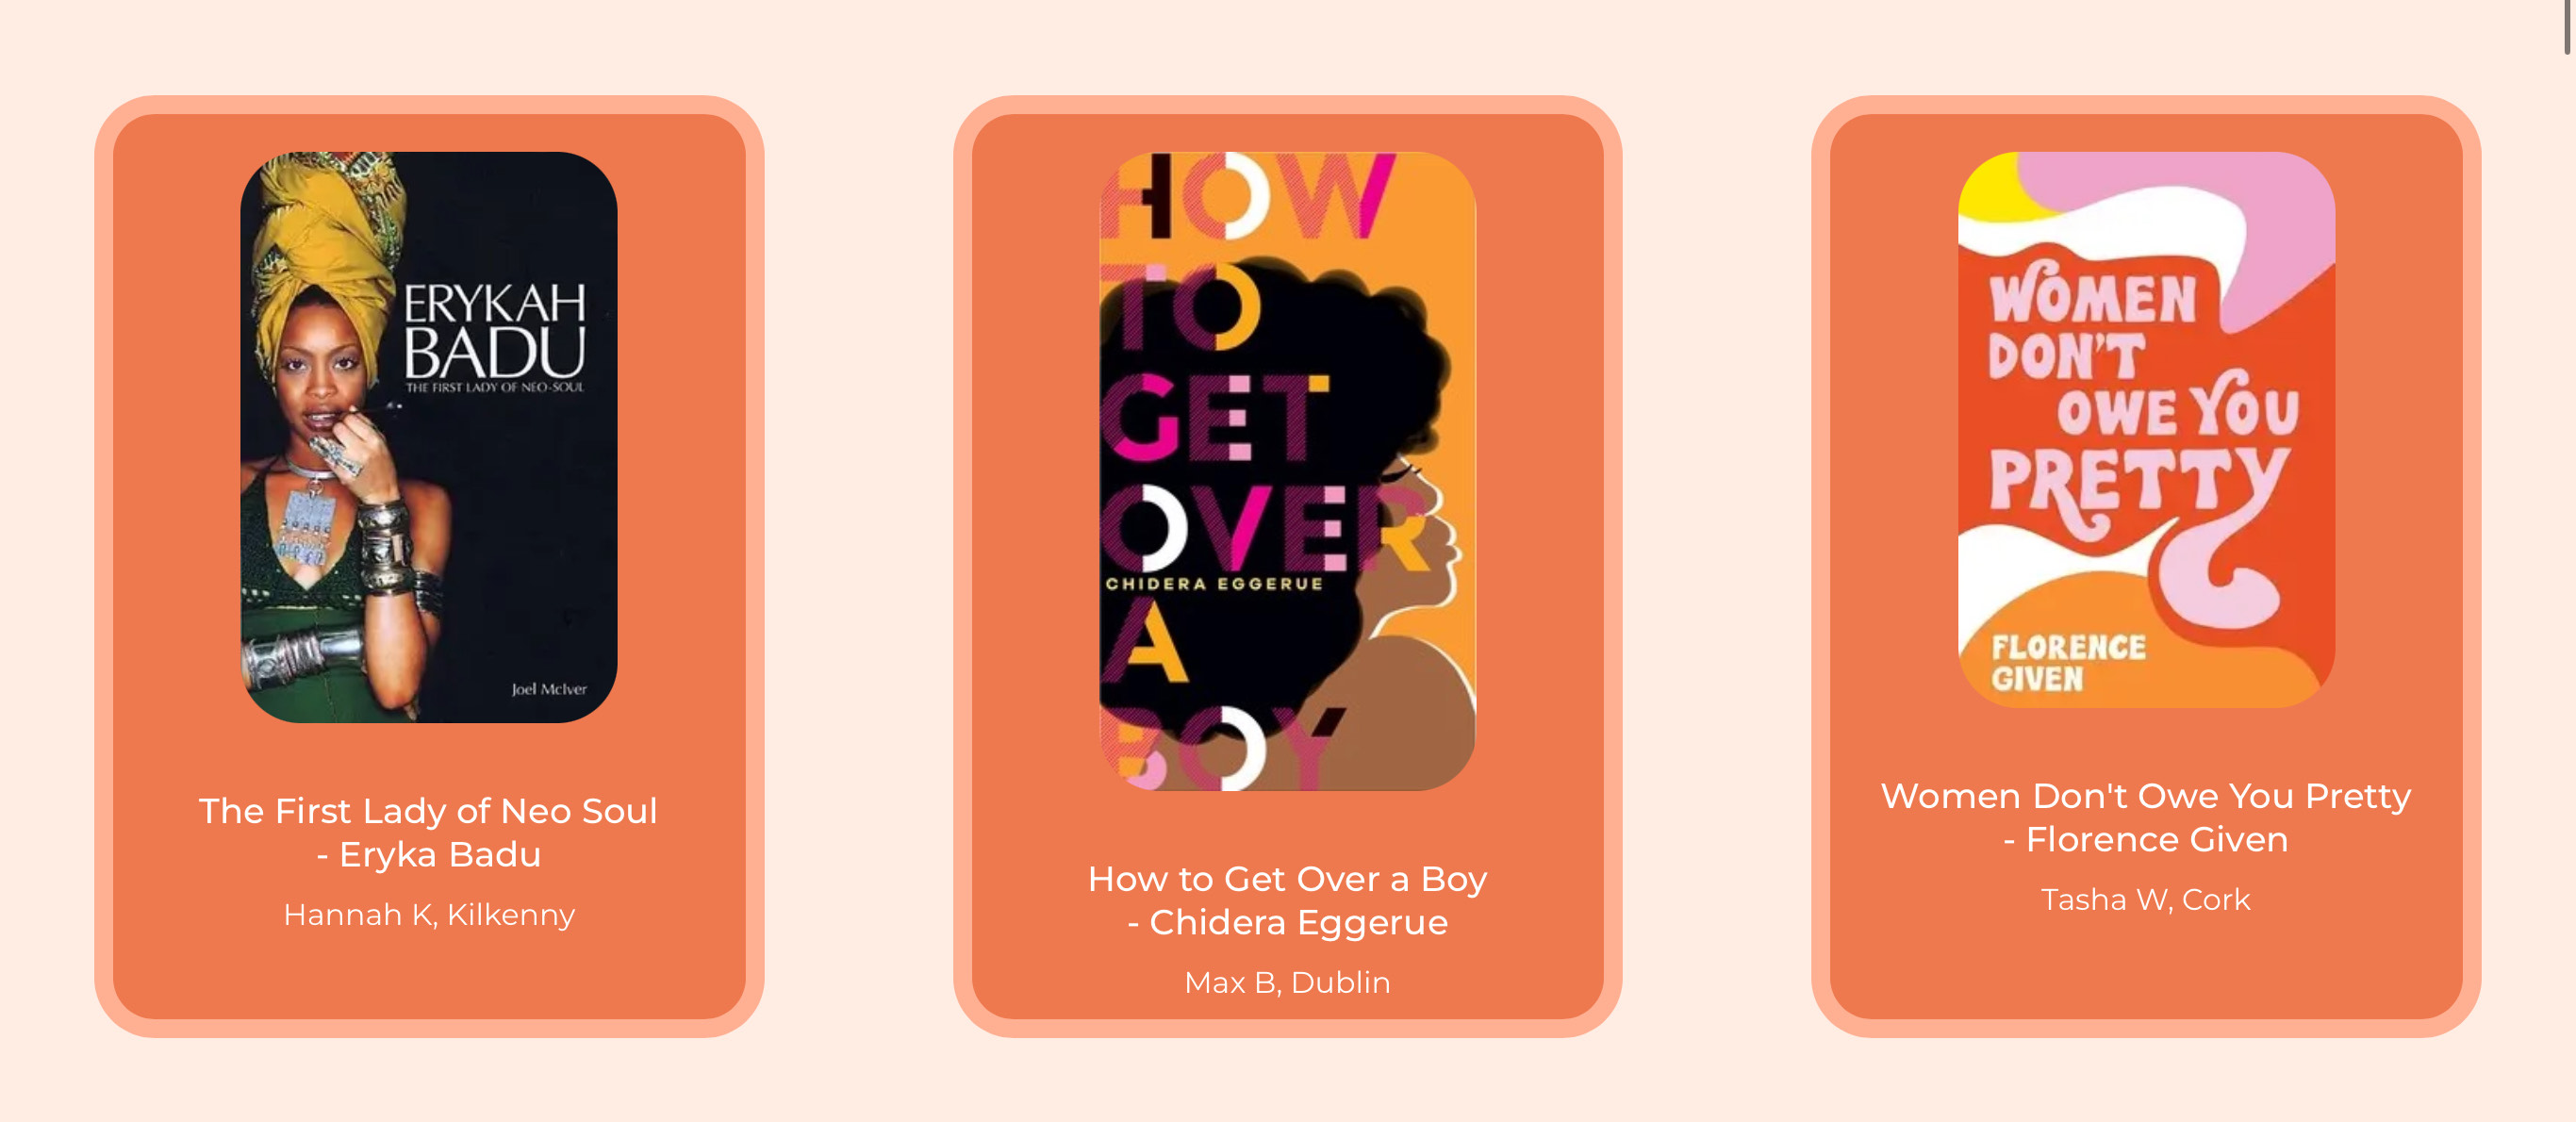 ERYKAH
BADU
THE FIRST LADY OF NEO-SOUL
Joel McIver
The First Lady of Neo Soul
- Eryka Badu
Hannah K, Kilkenny
HOW
TO
GET
OVER
CHIDERA EGGERUE
A
BOY
How to Get Over a Boy
- Chidera Eggerue
Max B, Dublin
WOMEN
DON'T
OWE YOU
PRETTY
FLORENCE
GIVEN
Women Don't Owe You Pretty
- Florence Given
Tasha W, Cork